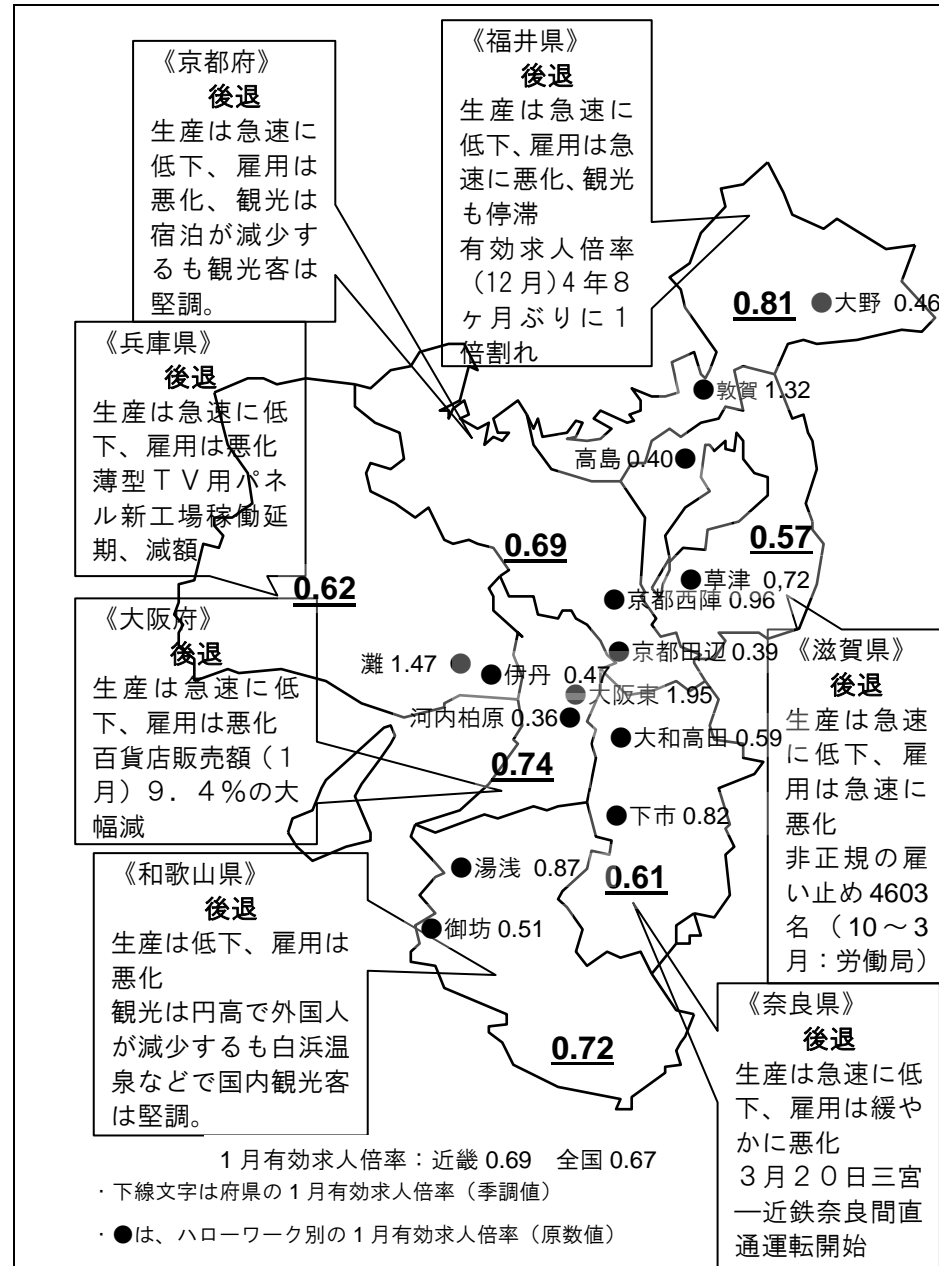 《京都府》
後退
生産は急速に
低下、雇用は
悪化、観光は
宿泊が減少す
るも観光客は
堅調。
《福井県》
後退
生産は急速に
低下、雇用は急
速に悪化、観光
も停滞
有効求人倍率
(12月)4年8
ヶ月ぶりに1
倍割れ
《兵庫県》
後退
生産は急速に低
下、雇用は悪化
薄型TV用パネ
ル新工場稼働延
期、減額
《大阪府》
後退
生産は急速に低
下、雇用は悪化
百貨店販売額（1
月）９．４％の大
幅減
《和歌山県》
後退
生産は低下、雇用は
悪化
観光は円高で外国人
が減少するも白浜温
泉などで国内観光客
は堅調。
《滋賀県》
後退
生産は急速
に低下、雇
用は急速に
悪化
非正規の雇
い止め4603
名（10～3
月：労働局）
《奈良県》
後退
生産は急速に低
下、雇用は緩や
かに悪化
３月２０日三宮
―近鉄奈良間直
通運転開始
0.81
●大野 0.46
●敦賀 1.32
高島 0.40●
0.57
0.69
●草津 0,72
0.62
●京都西陣 0.96
●京都田辺 0.39
灘 1.47 ●
●伊丹 0.47
●大阪東 1.95
河内柏原 0.36●
●大和高田 0.59
0.74
●下市 0.82
●湯浅 0.87
0.61
●御坊 0.51
0.72
1月有効求人倍率：近畿 0.69　全国 0.67
・下線文字は府県の1月有効求人倍率（季調値）
・●は、ハローワーク別の1月有効求人倍率（原数値）